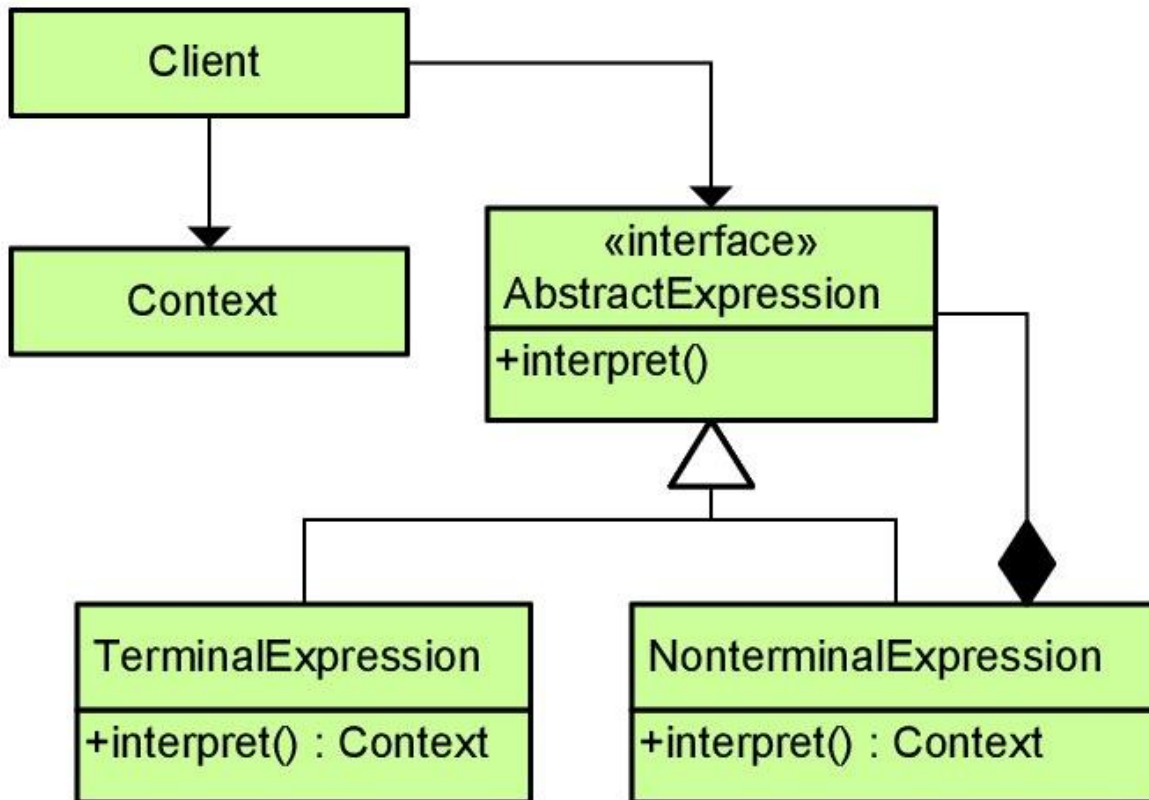 Client
Context
«interface»
AbstractExpression
+interpret()
TerminalExpression
+interpret() : Context
NonterminalExpression
+interpret() : Context